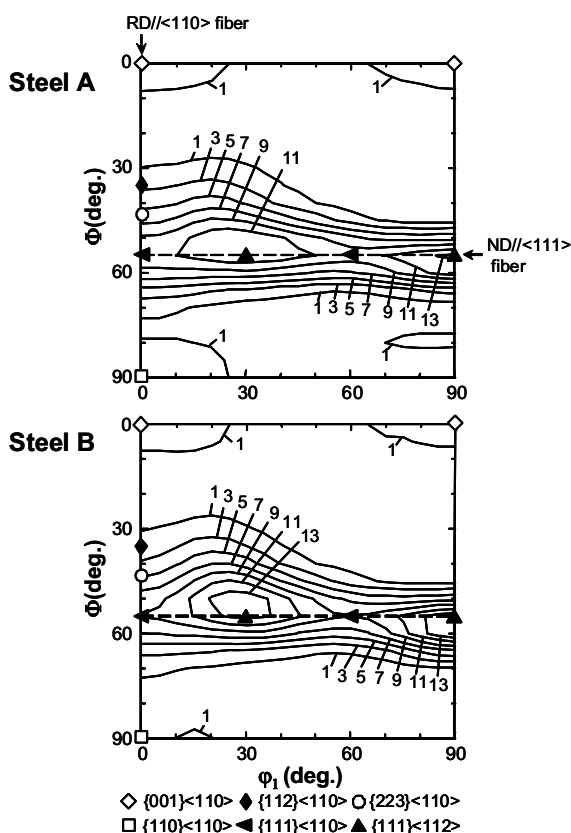 RD//<110> fiber
Steel A
0
30
60
90
Φ(deg.)
1
1
1 3 5 7 9 11
ND//<111>
fiber
1 3 5 7 9 11 13
1
1
0 30 60 90
Steel B
0
30
60
90
Φ(deg.)
1
1
1 3 5 7 9 11 13
1 3 5 7 9 11 13
1
0 30 60 90
φ1 (deg.)
{001}<110> {112}<110> {223}<110>
{110}<110> {111}<110> {111}<112>